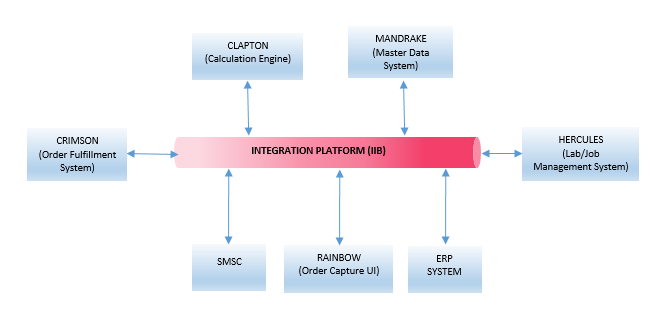 CLAPTON
(Calculation Engine)
MANDRAKE
(Master Data
System)
CRIMSON
(Order Fulfillment
System)
INTEGRATION PLATFORM (IIB)
HERCULES
(Lab/Job
Management System)
SMSC
RAINBOW
(Order Capture UI)
ERP
SYSTEM